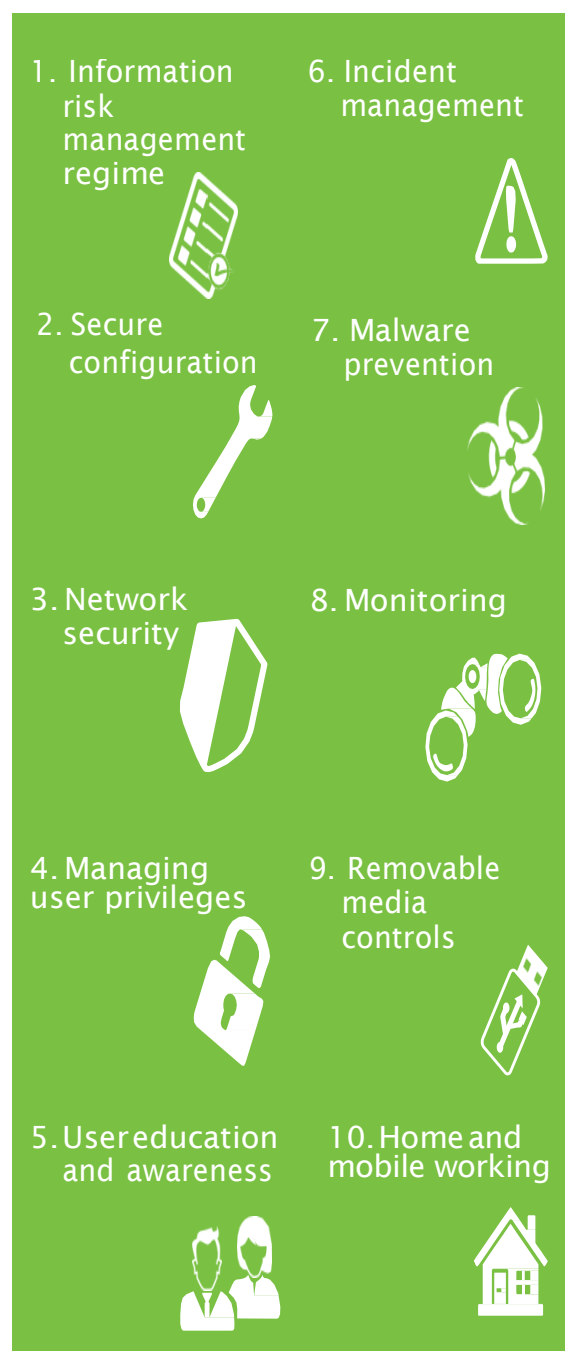 1. Information
risk
management
regime
2. Secure
configuration
3. Network
security
4. Managing
user privileges
5. User education
and awareness
6. Incident
management
7. Malware
prevention
8. Monitoring
9. Removable
media
controls
10. Home and
mobile working